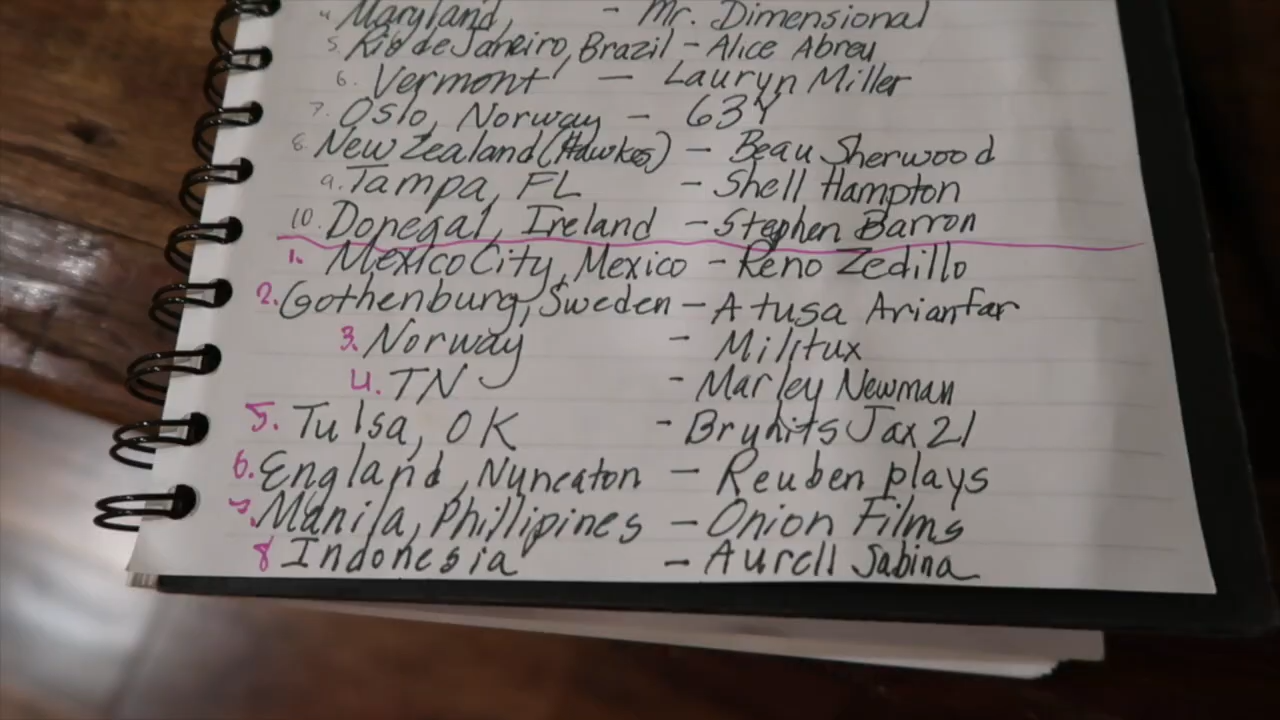 4. Maryland, - Mr. Dimensional
5. Rio de Janeiro, Brazil - Alice Abreu
6. Vermont - Lauryn Miller
7. Oslo, Norway - 63Y
8. New Zealand (Hawkes) - Beau Sherwood
9. Tampa, FL - Shell Hampton
10. Donegal, Ireland - Stephen Barron
1. Mexico City, Mexico - Reno Zedillo
2. Gothenburg, Sweden - Atusa Arianfar
3. Norway - Militux
4. TN - Marley Newman
5. Tulsa, OK - Bryhits Jax 21
6. England, Nyneaton - Reuben plays
7. Manila, Phillipines - Onion Films
8 Indonesia - Aurell Sabina